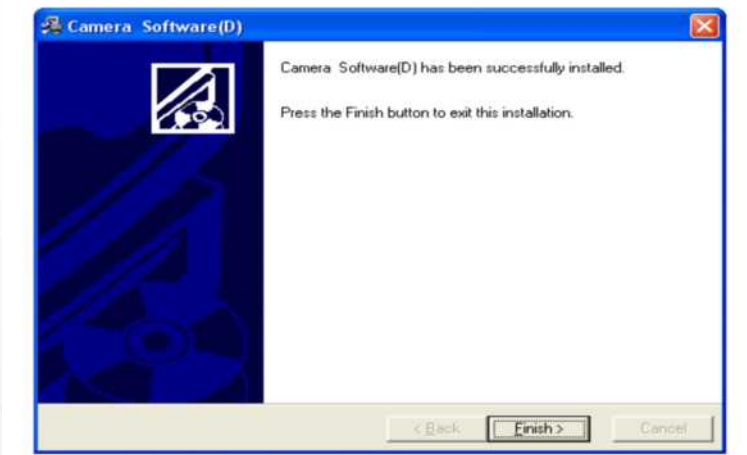 Camera Software(D)
Camera Software(D) has been successfully installed.
Press the Finish button to exit this installation.
< Back
Finish >
Cancel